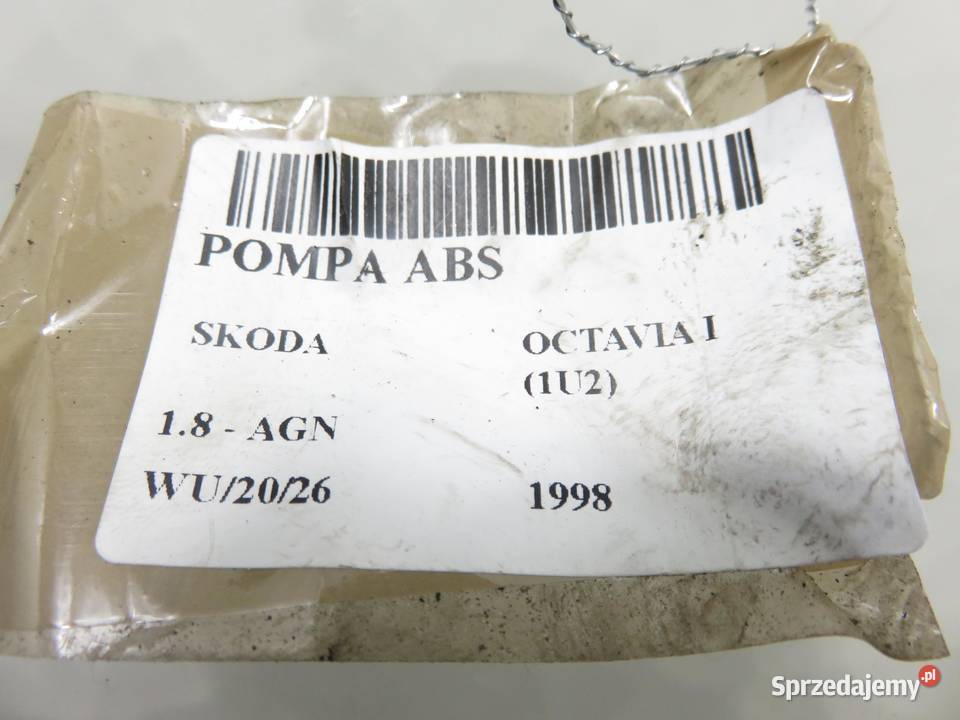 POMPA ABS
SKODA OCTAVIA I
(1U2)
1.8 - AGN
WU/20/26 1998
Sprzedajemy.pl